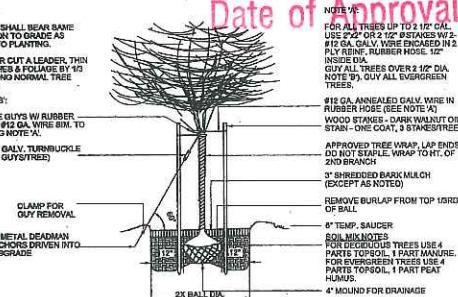 Date of Approval
SHALL BEAR SAME
ON TO GRADE AS
TO PLANTING.
CUT A LEADER, THIN
& FOLIAGE BY 1/3
NORMAL TREE
GUYS W/ RUBBER
#12 GA. WIRE SIM. TO
NOTE 'A'.
GALV. TURNBUCKLE
GUYS/TREE)
CLAMP FOR
GUY REMOVAL
METAL DEADMAN
DRIVEN INTO
60°
12"
12"
2X BALL DIA.
NOTE 'A':
FOR ALL TREES UP TO 2 1/2" CAL.
USE 2"x2" OR 2 1/2" Ø STAKES W/ 2-
#12 GA. GALV. WIRE ENCASED IN 2
PLY REINF. RUBBER HOSE. 1/2"
INSIDE DIA.
GUY ALL TREES OVER 2 1/2" DIA.
NOTE 'B'). GUY ALL EVERGREEN
TREES.
#12 GA. ANNEALED GALV. WIRE IN
RUBBER HOSE (SEE NOTE 'A')
WOOD STAKES - DARK WALNUT OIL
STAIN - ONE COAT, 3 STAKES/TREE
APPROVED TREE WRAP, LAP ENDS
DO NOT STAPLE. WRAP TO HT. OF
2ND BRANCH
3" SHREDDED BARK MULCH
(EXCEPT AS NOTED)
REMOVE BURLAP FROM TOP 1/3RD
OF BALL
6" TEMP. SAUCER
SOIL MIX NOTES
FOR DECIDUOUS TREES USE 4
PARTS TOPSOIL, 1 PART MANURE.
FOR EVERGREEN TREES USE 4
PARTS TOPSOIL, 1 PART PEAT
HUMUS.
4" MOUND FOR DRAINAGE